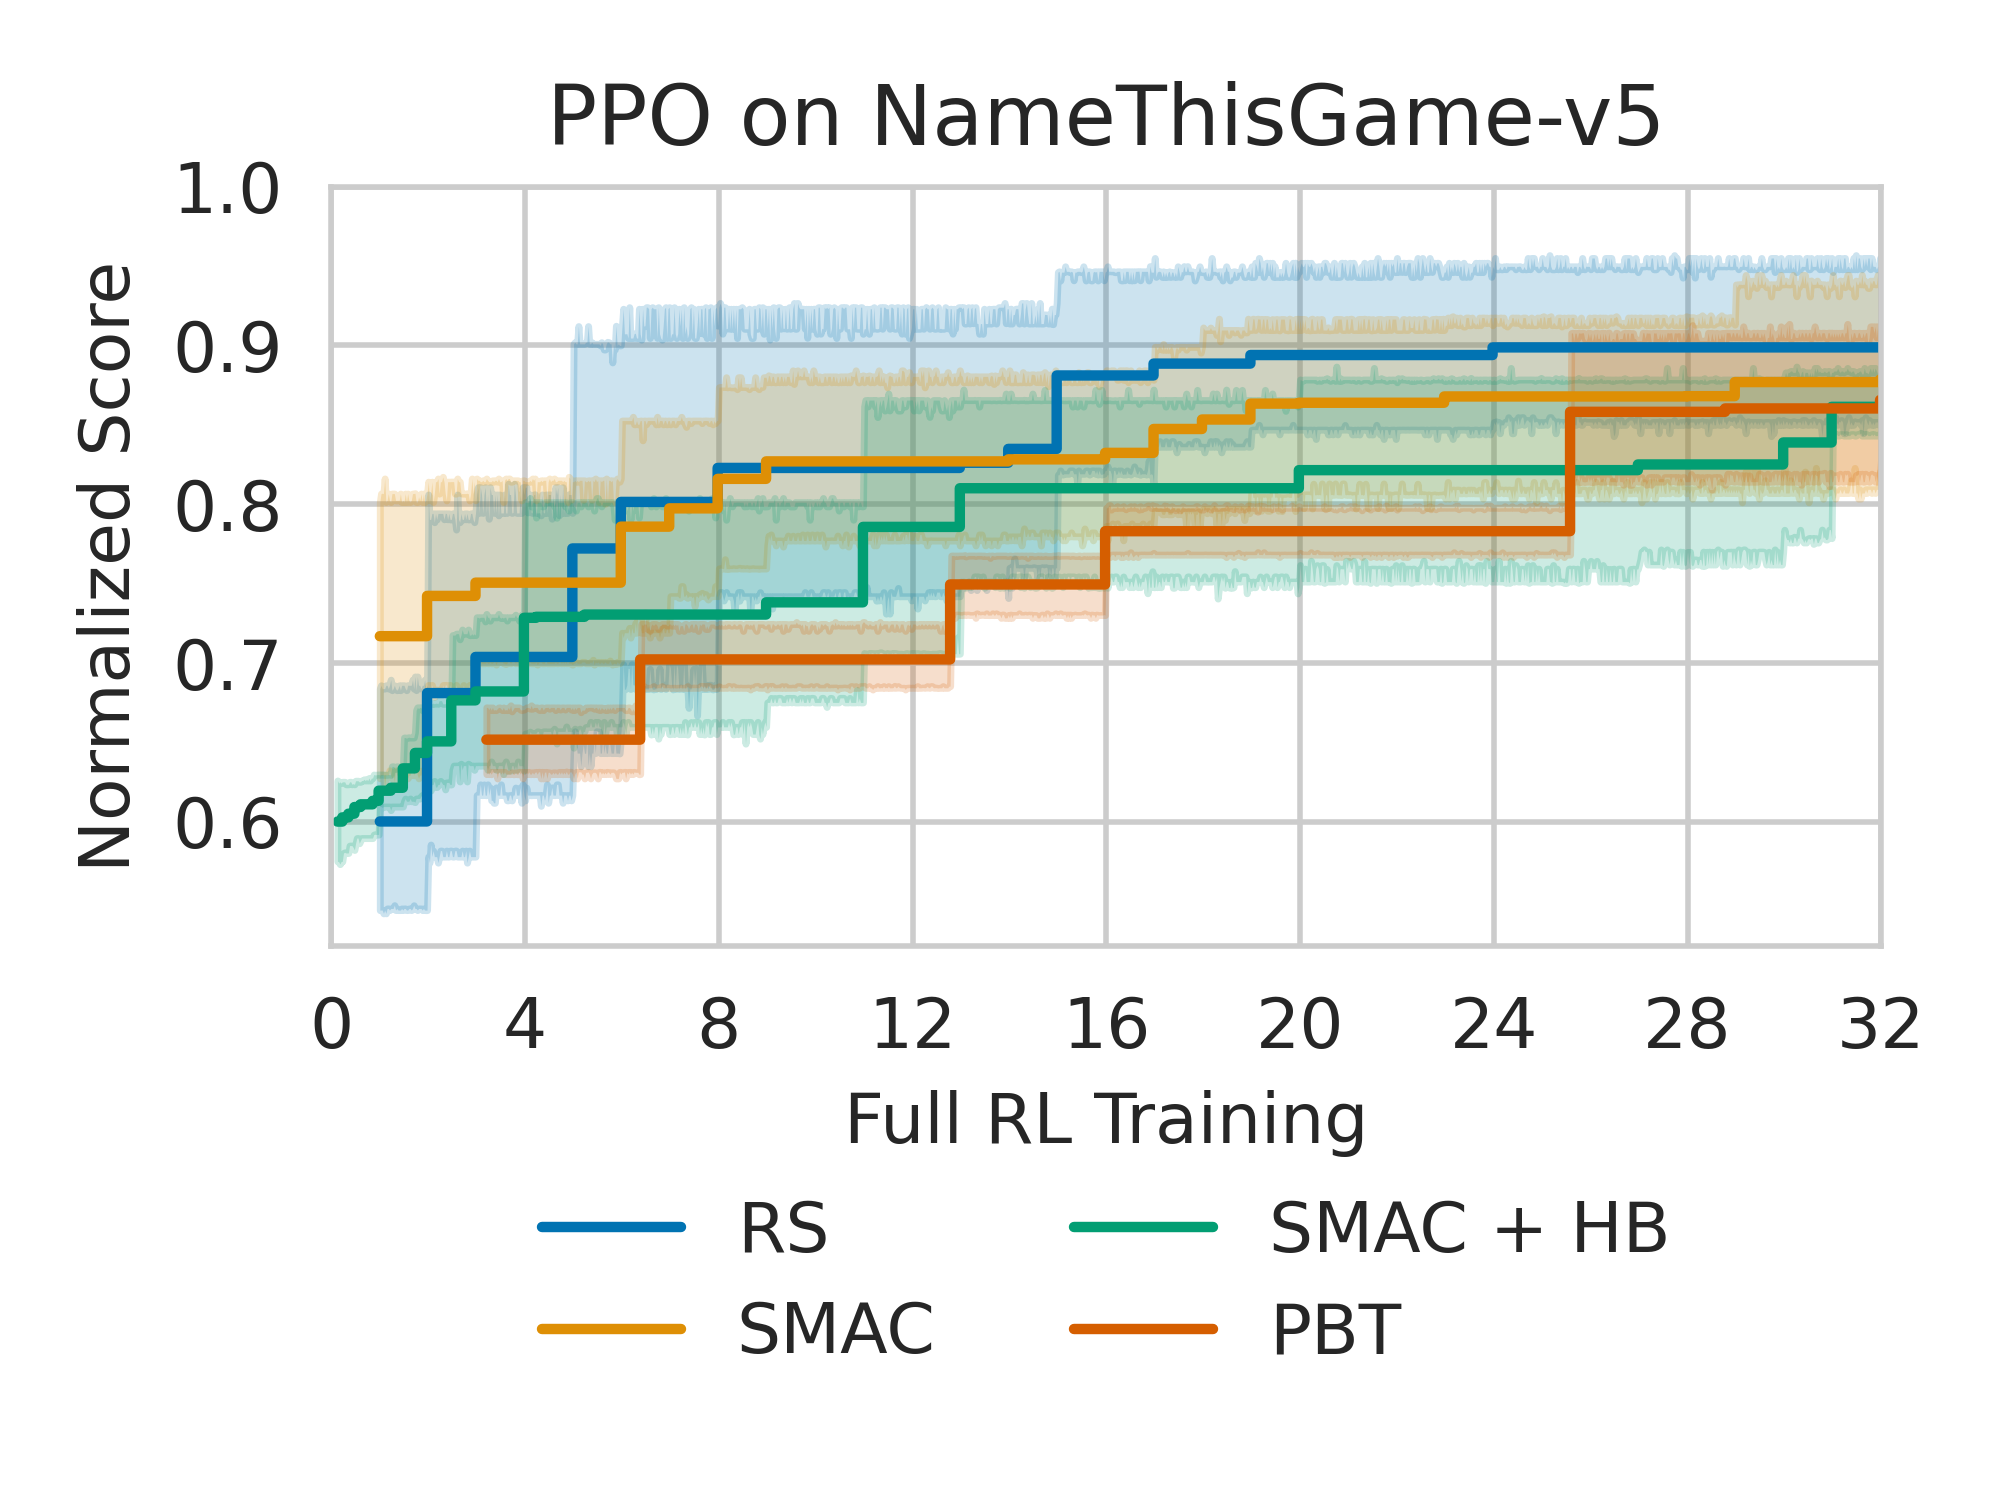 PPO on NameThisGame-v5
1.0
0.9
0.8
0.7
0.6
Normalized Score
0 4 8 12 16 20 24 28 32
Full RL Training
RS SMAC + HB
SMAC PBT